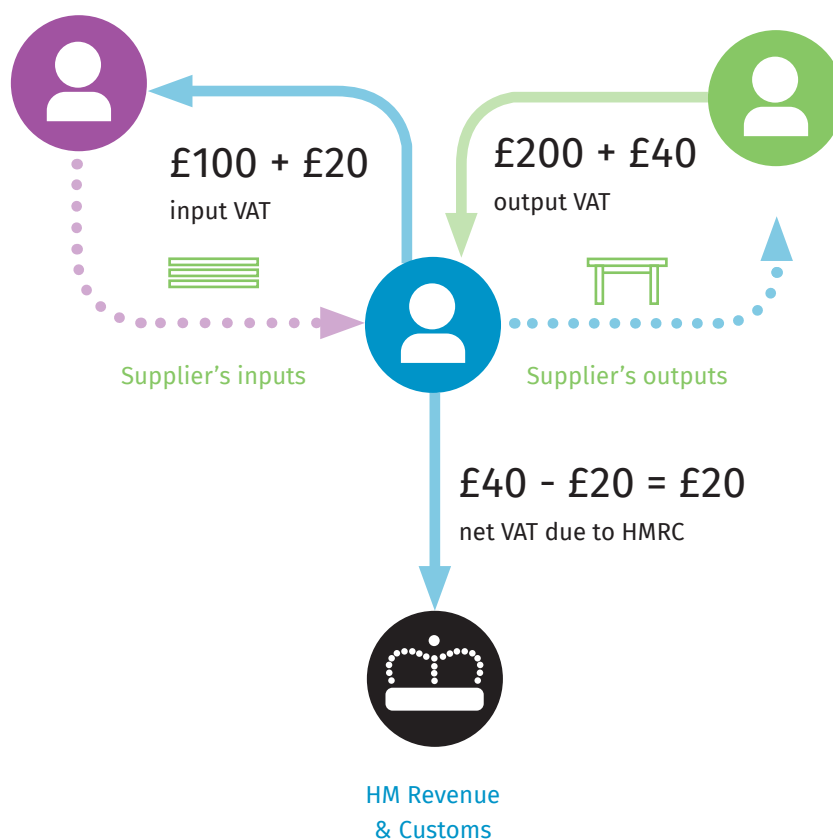 £100 + £20
input VAT
£200 + £40
output VAT
Supplier’s inputs
Supplier’s outputs
£40 - £20 = £20
net VAT due to HMRC
HM Revenue
& Customs